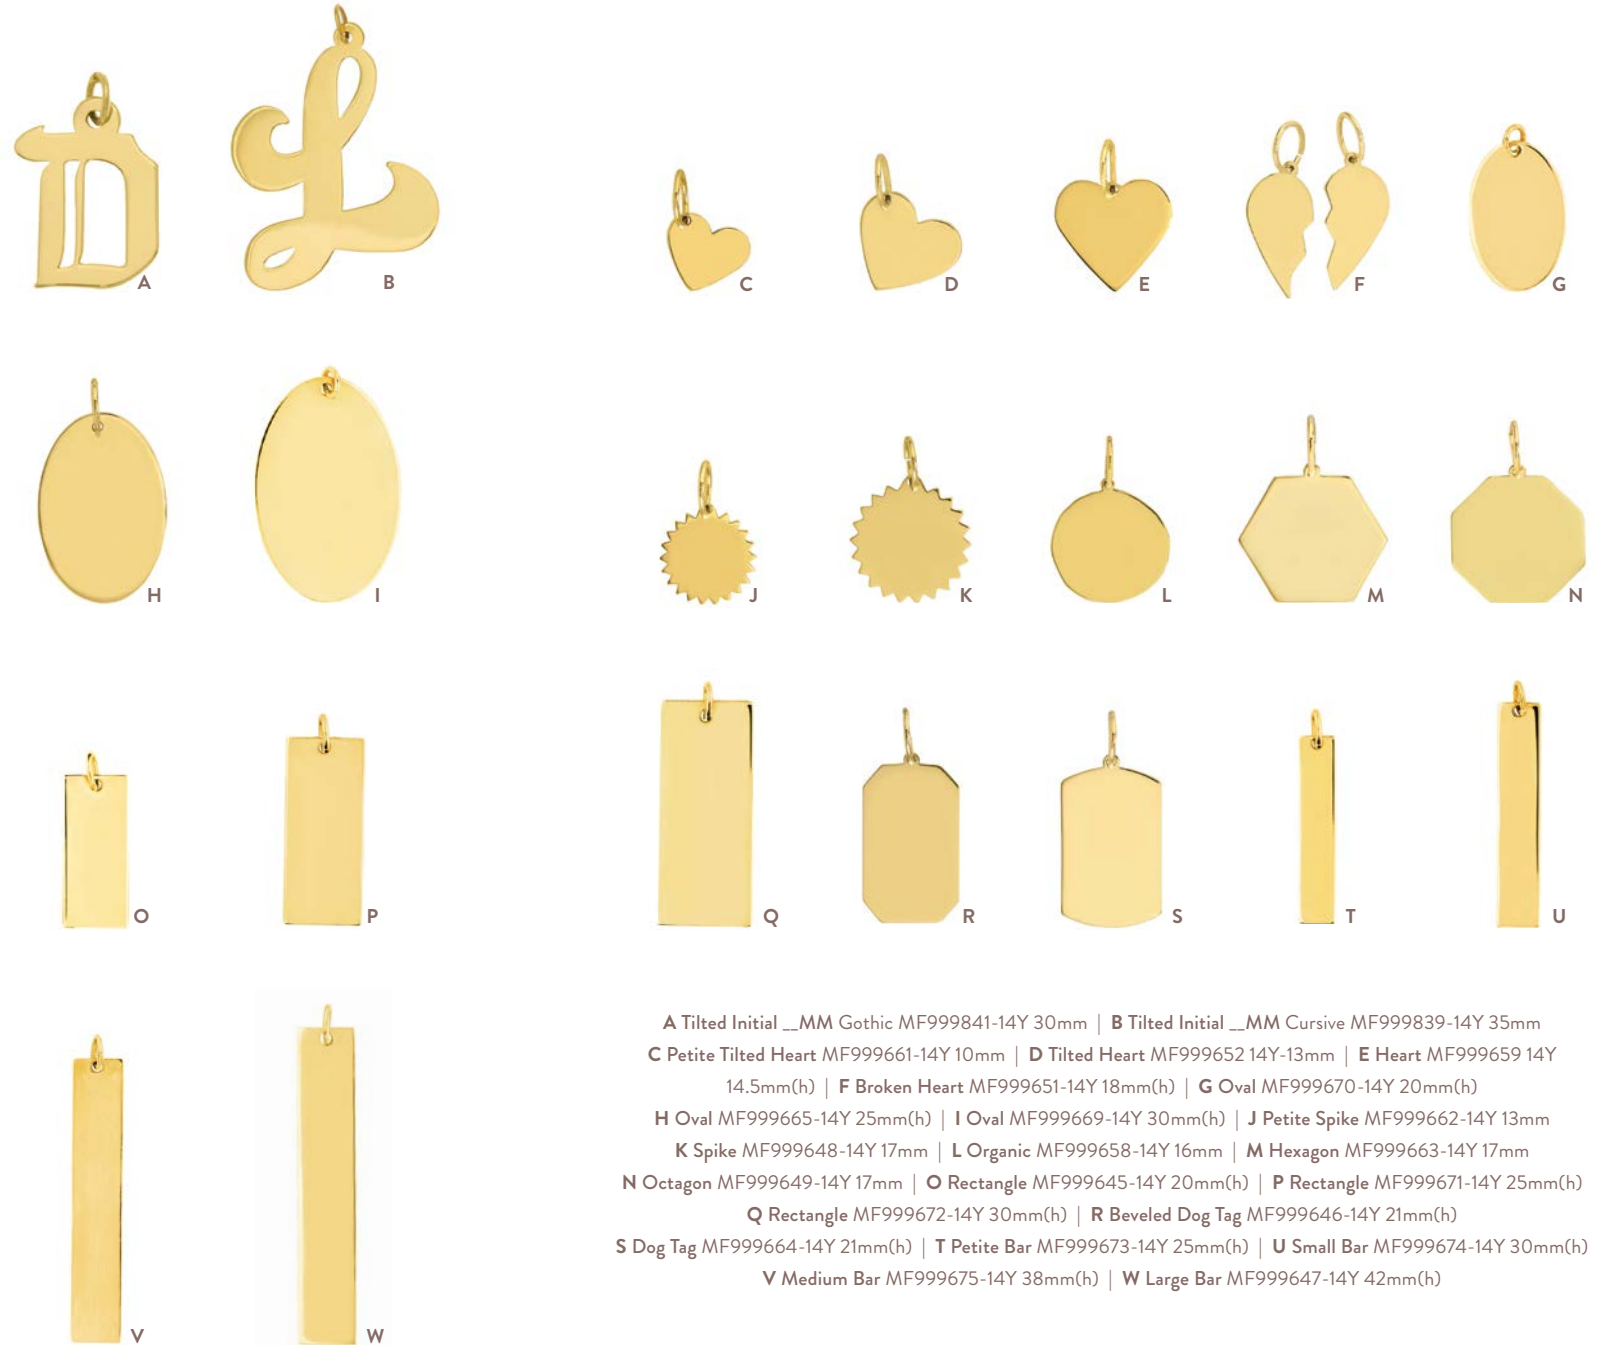 A
B
C
D
E
F
G
H
I
J
K
L
M
N
O
P
Q
R
S
T
U
V
W
A Tilted Initial __MM Gothic MF999841-14Y 30mm | B Tilted Initial __MM Cursive MF999839-14Y 35mm
C Petite Tilted Heart MF999661-14Y 10mm | D Tilted Heart MF999652 14Y-13mm | E Heart MF999659 14Y
14.5mm(h) | F Broken Heart MF999651-14Y 18mm(h) | G Oval MF999670-14Y 20mm(h)
H Oval MF999665-14Y 25mm(h) | I Oval MF999669-14Y 30mm(h) | J Petite Spike MF999662-14Y 13mm
K Spike MF999648-14Y 17mm | L Organic MF999658-14Y 16mm | M Hexagon MF999663-14Y 17mm
N Octagon MF999649-14Y 17mm | O Rectangle MF999645-14Y 20mm(h) | P Rectangle MF999671-14Y 25mm(h)
Q Rectangle MF999672-14Y 30mm(h) | R Beveled Dog Tag MF999646-14Y 21mm(h)
S Dog Tag MF999664-14Y 21mm(h) | T Petite Bar MF999673-14Y 25mm(h) | U Small Bar MF999674-14Y 30mm(h)
V Medium Bar MF999675-14Y 38mm(h) | W Large Bar MF999647-14Y 42mm(h)